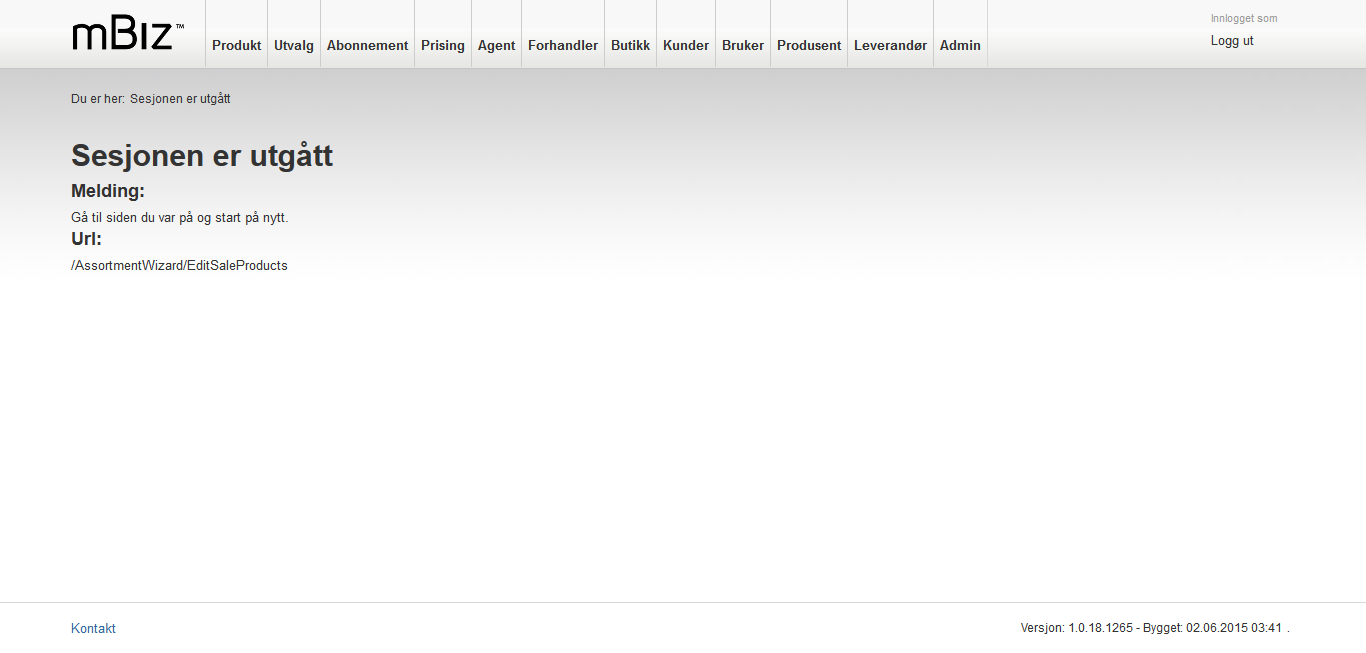 mBiz™
Produkt Utvalg Abonnement Prising Agent Forhandler Butikk Kunder Bruker Produsent Leverandør Admin
Innlogget som
Logg ut
Du er her: Sesjonen er utgått
Sesjonen er utgått
Melding:
Gå til siden du var på og start på nytt.
Url:
/AssortmentWizard/EditSaleProducts
Kontakt
Versjon: 1.0.18.1265 - Bygget: 02.06.2015 03:41 .